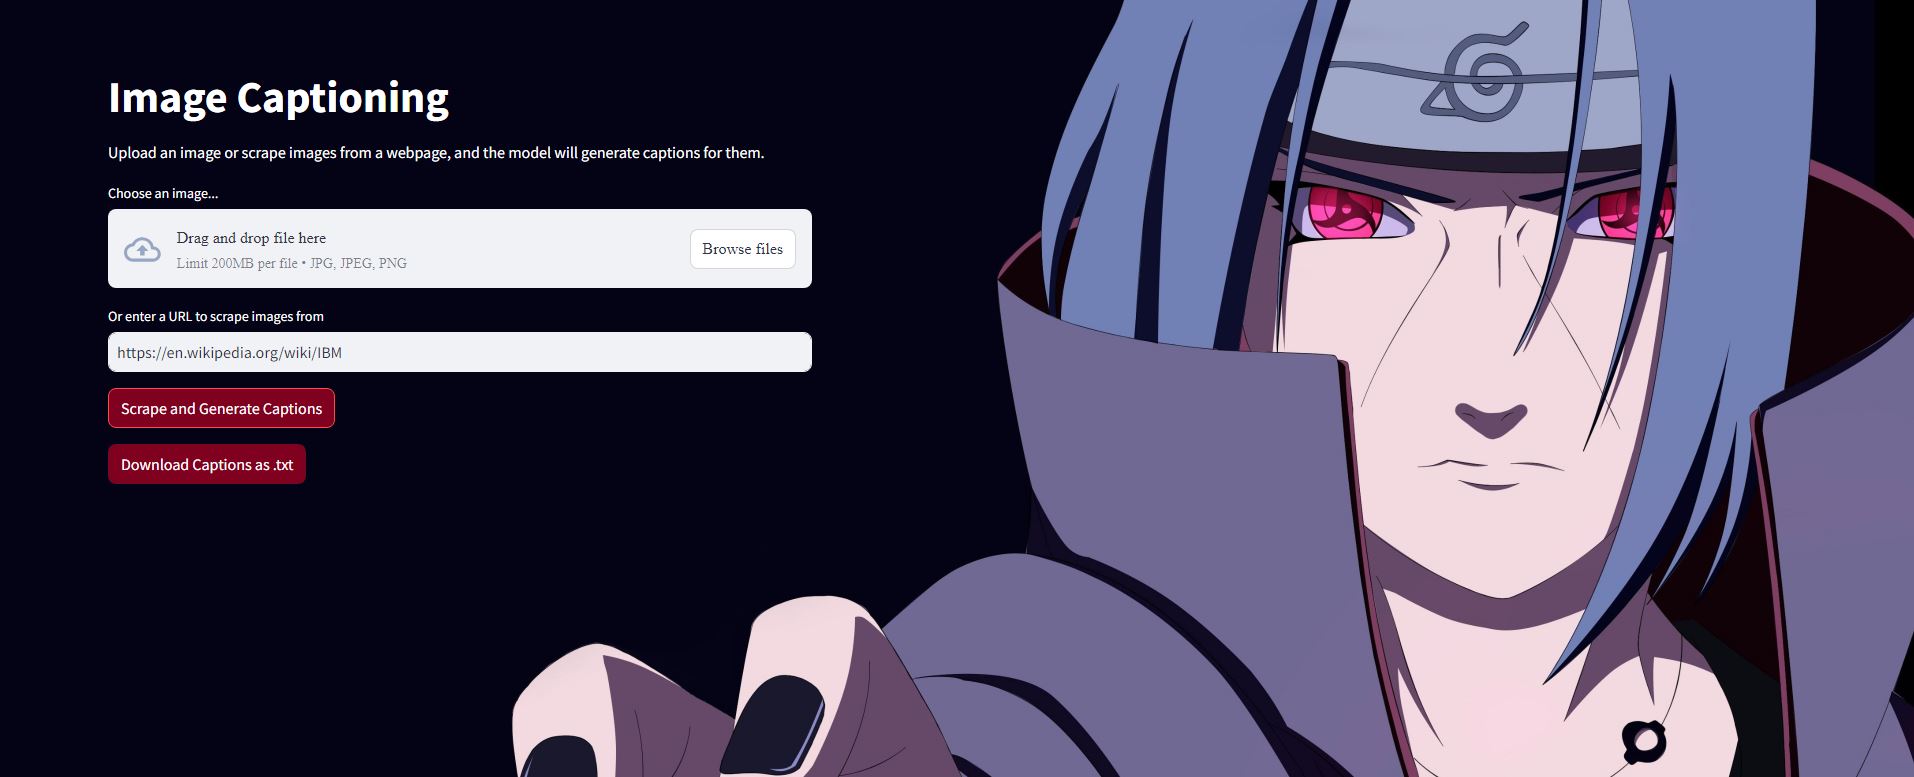 Image Captioning
Upload an image or scrape images from a webpage, and the model will generate captions for them.
Choose an image...
Drag and drop file here
Limit 200MB per file • JPG, JPEG, PNG
Browse files
Or enter a URL to scrape images from
https://en.wikipedia.org/wiki/IBM
Scrape and Generate Captions
Download Captions as .txt